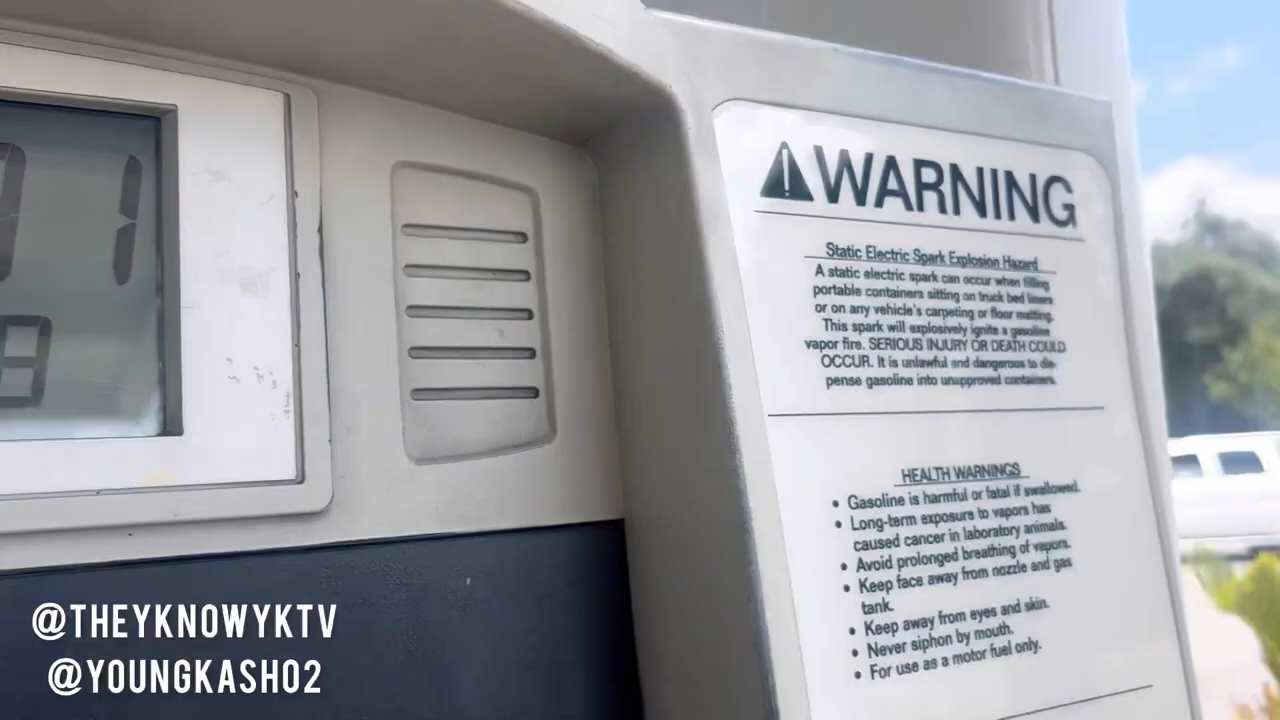 01
8
WARNING
Static Electric Spark Explosion Hazard
A static electric spark can occur when filling
portable containers sitting on truck bed liners
or on any vehicle's carpeting or floor matting.
This spark will explosively ignite a gasoline
vapor fire. SERIOUS INJURY OR DEATH COULD
OCCUR. It is unlawful and dangerous to dis-
pense gasoline into unapproved containers.
HEALTH WARNINGS
• Gasoline is harmful or fatal if swallowed.
• Long-term exposure to vapors has
caused cancer in laboratory animals.
• Avoid prolonged breathing of vapors.
• Keep face away from nozzle and gas
tank.
• Keep away from eyes and skin.
• Never siphon by mouth.
• For use as a motor fuel only.
@THEYKNOWYKTV
@YOUNGKASH02